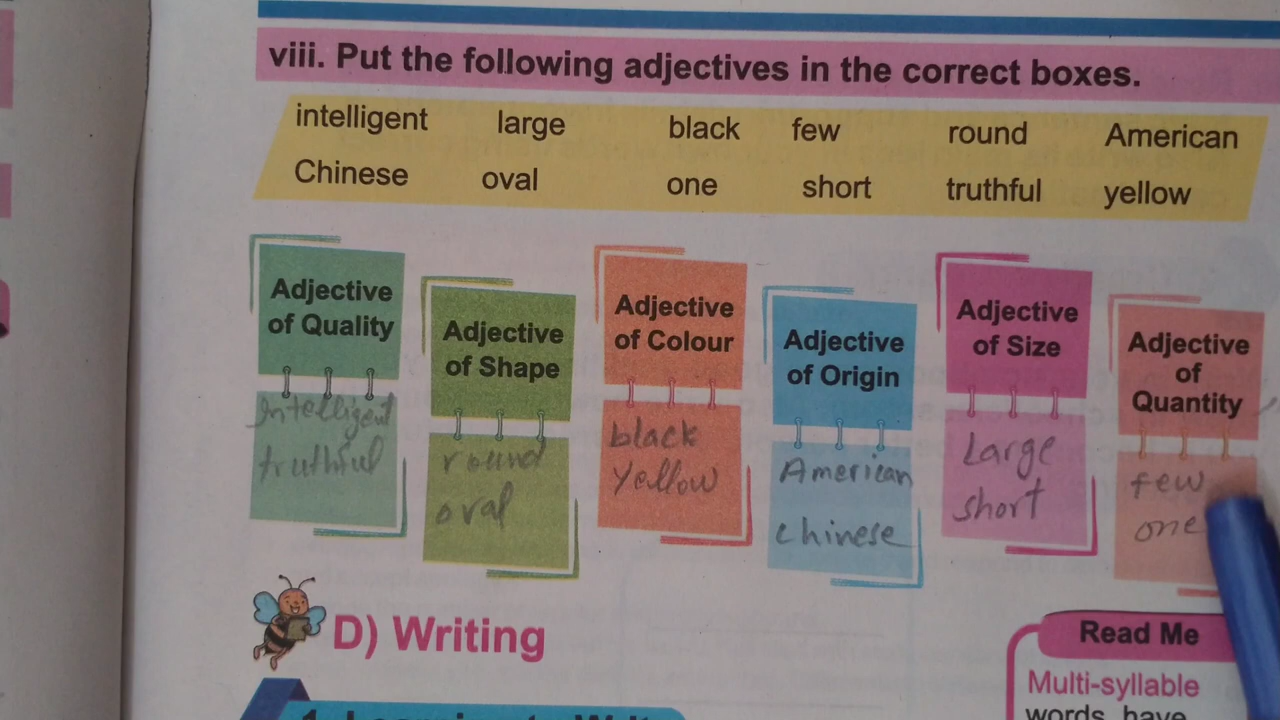 viii. Put the following adjectives in the correct boxes.
intelligent large black few round American
Chinese oval one short truthful yellow
Adjective
of Quality
Intelligent
truthful
Adjective
of Shape
round
oval
Adjective
of Colour
black
yellow
Adjective
of Origin
American
chinese
Adjective
of Size
Large
short
Adjective
of
Quantity
few
one
D) Writing
Read Me
Multi-syllable
words have